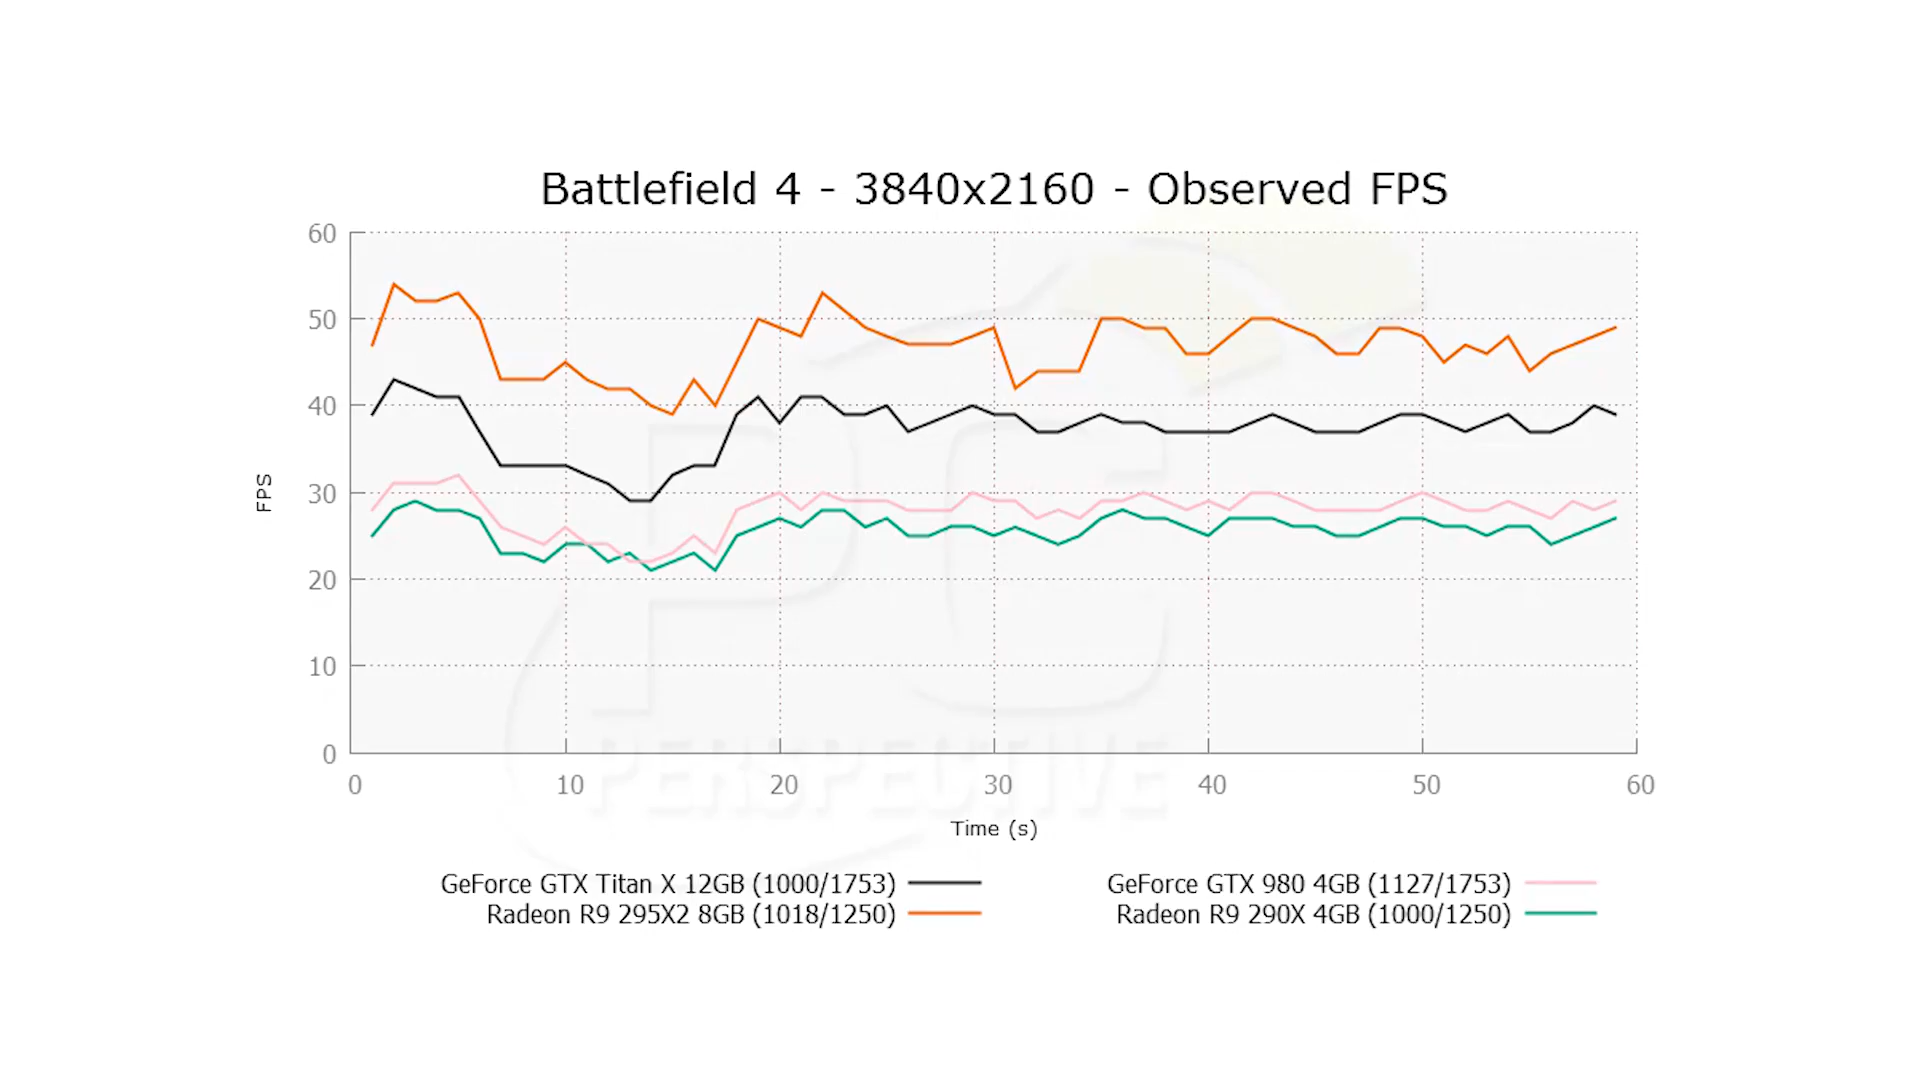 Battlefield 4 - 3840x2160 - Observed FPS
60
50
40
30
20
10
0
FPS
0 10 20 30 40 50 60
Time (s)
GeForce GTX Titan X 12GB (1000/1753)
GeForce GTX 980 4GB (1127/1753)
Radeon R9 295X2 8GB (1018/1250)
Radeon R9 290X 4GB (1000/1250)
PC
PERSPECTIVE